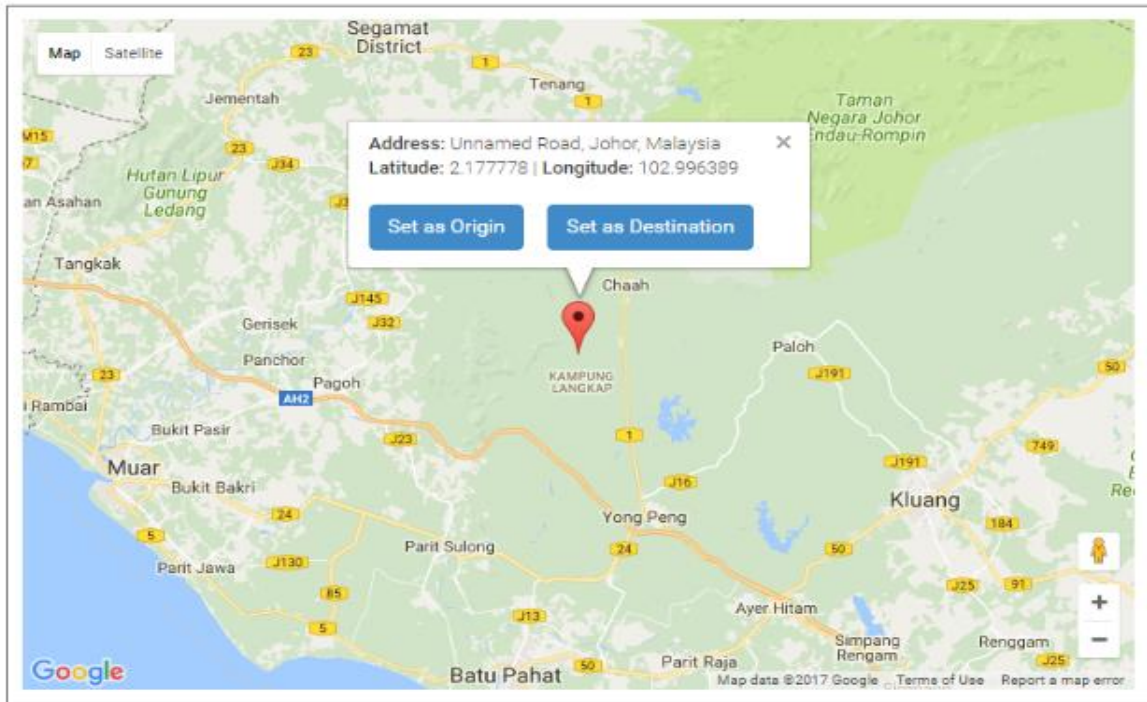 Segamat
District
Map Satellite
23
1
Tenang
Jementah
1
Taman
Negara Johor
Endau-Rompin
M15
23
J34
Address: Unnamed Road, Johor, Malaysia
Latitude: 2.177778 | Longitude: 102.996389
Hutan Lipur
Gunung
Ledang
an Asahan
Set as Origin Set as Destination
Tangkak
Chaah
J145
J32
Gerisek
Paloh
Panchor
KAMPUNG
LANGKAP
23
Pagoh
J191
50
AH2
i Rambai
Bukit Pasir
J23
1
749
Muar
J191
Bukit Bakri
J16
Kluang
24
Yong Peng
184
5
Parit Sulong
24
50
Parit Jawa
J130
85
J25
91
Ayer Hitam
+
5
J13
−
Simpang
Rengam
Renggam
Google
Batu Pahat
50
Parit Raja
J25
Map data ©2017 Google Terms of Use Report a map error